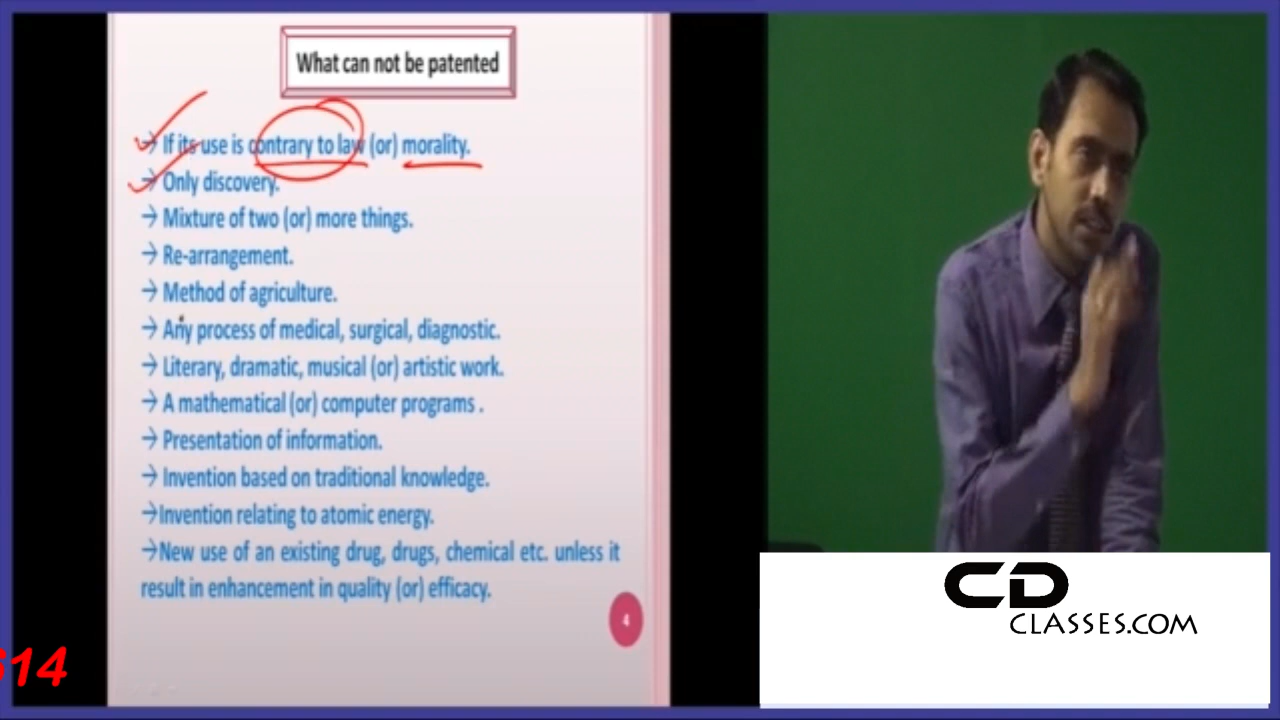 What can not be patented
→ If its use is contrary to law (or) morality.
→ Only discovery.
→ Mixture of two (or) more things.
→ Re-arrangement.
→ Method of agriculture.
→ Any process of medical, surgical, diagnostic.
→ Literary, dramatic, musical (or) artistic work.
→ A mathematical (or) computer programs .
→ Presentation of information.
→ Invention based on traditional knowledge.
→Invention relating to atomic energy.
→New use of an existing drug, drugs, chemical etc. unless it
result in enhancement in quality (or) efficacy.
4
614
CD
CLASSES.COM